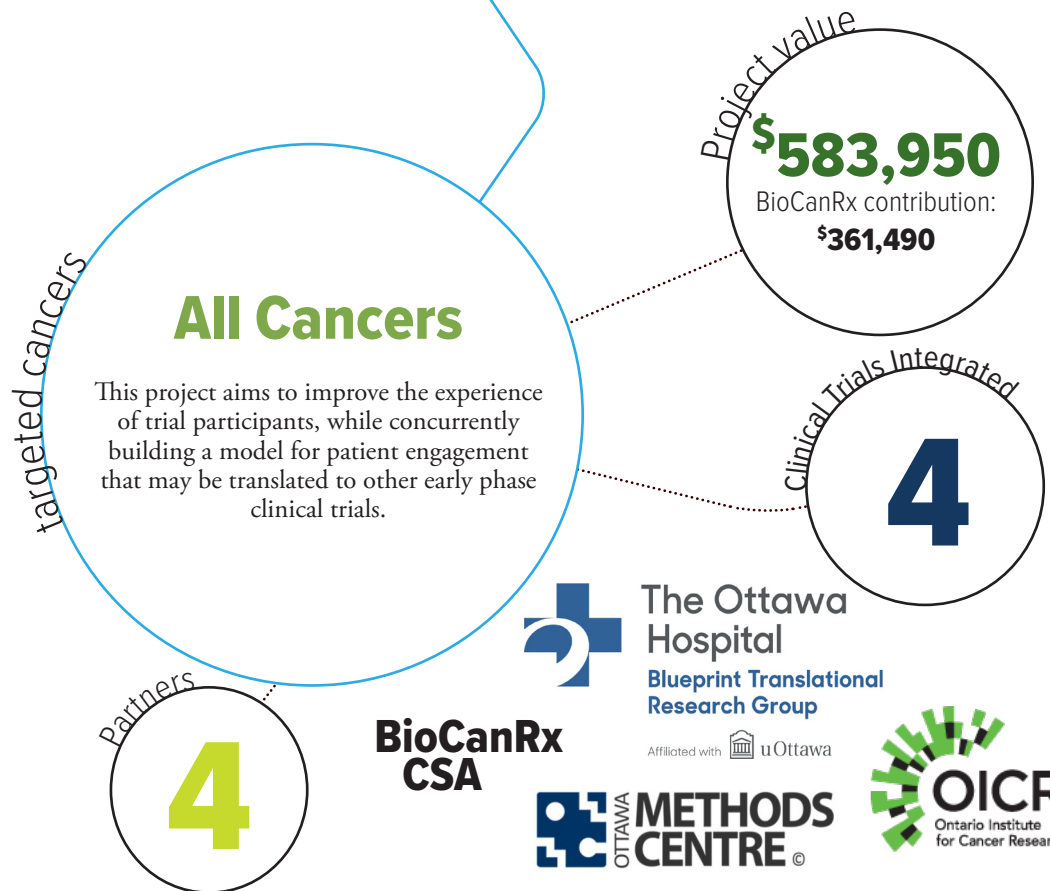 Project value
$583,950
BioCanRx contribution:
$361,490
targeted cancers
All Cancers
This project aims to improve the experience
of trial participants, while concurrently
building a model for patient engagement
that may be translated to other early phase
clinical trials.
Clinical Trials Integrated
4
Partners
4
BioCanRx
CSA
The Ottawa
Hospital
Blueprint Translational
Research Group
Affiliated with uOttawa
OTTAWA
METHODS
CENTRE ©
OICR
Ontario Institute
for Cancer Resear